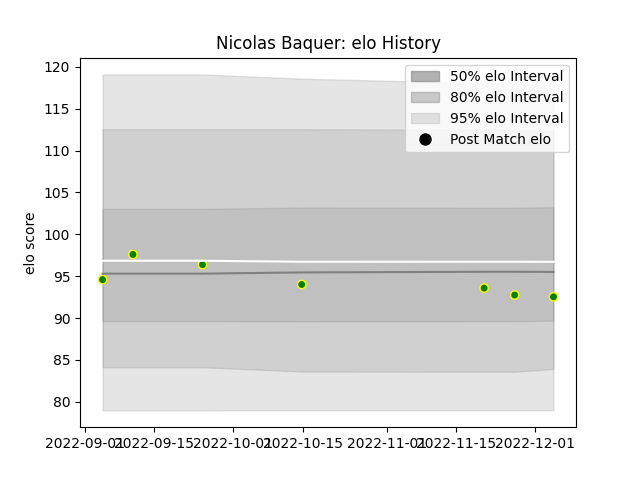 Nicolas Baquer: elo History
120
115
110
105
100
95
90
85
80
elo score
50% elo Interval
80% elo Interval
95% elo Interval
Post Match elo
2022-09-01 2022-09-15 2022-10-01 2022-10-15 2022-11-01 2022-11-15 2022-12-01